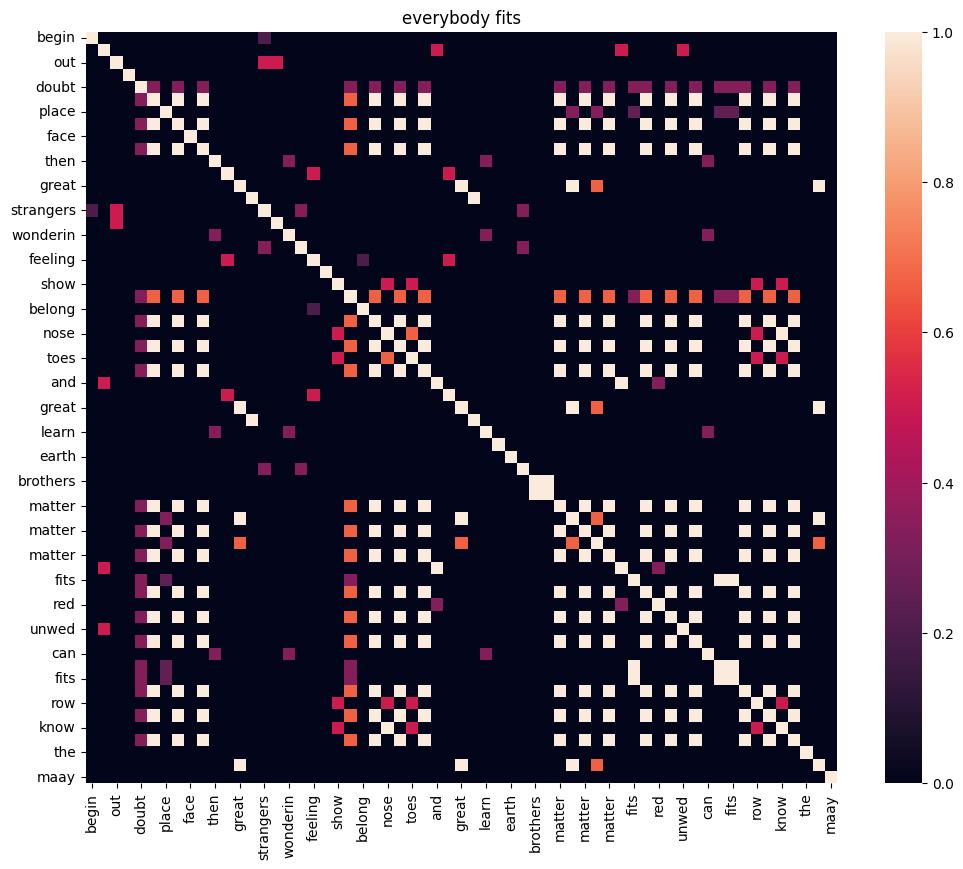 everybody fits
begin
out
doubt
place
face
then
great
strangers
wonderin
feeling
show
belong
nose
toes
and
great
learn
earth
brothers
matter
matter
matter
fits
red
unwed
can
fits
row
know
the
maay
begin
out
doubt
place
face
then
great
strangers
wonderin
feeling
show
belong
nose
toes
and
great
learn
earth
brothers
matter
matter
matter
fits
red
unwed
can
fits
row
know
the
maay
1.0
0.8
0.6
0.4
0.2
0.0